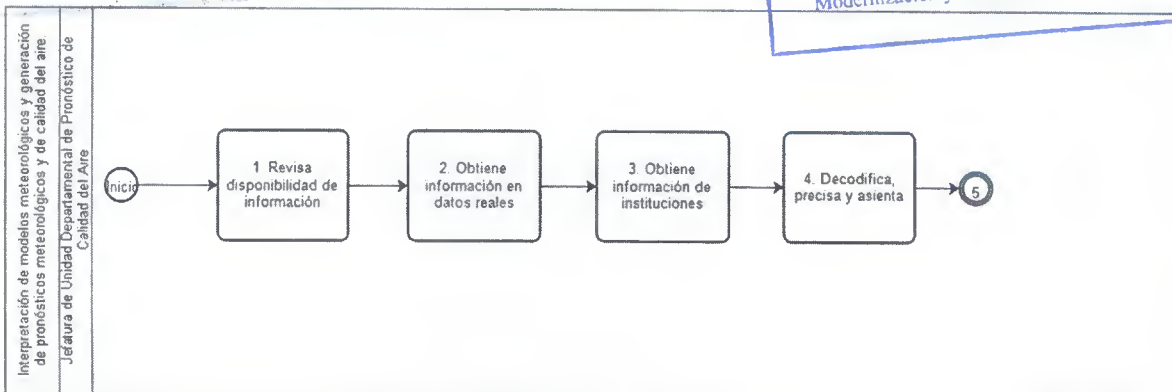 Interpretación de modelos meteorológicos y generación
de pronósticos meteorológicos y de calidad del aire.
Jefatura de Unidad Departamental de Pronóstico de
Calidad del Aire
Inicio
1 Revisa
disponibilidad de
información
2. Obtiene
información en
datos reales
3. Obtiene
información de
instituciones
4. Decodifica,
precisa y asienta
5